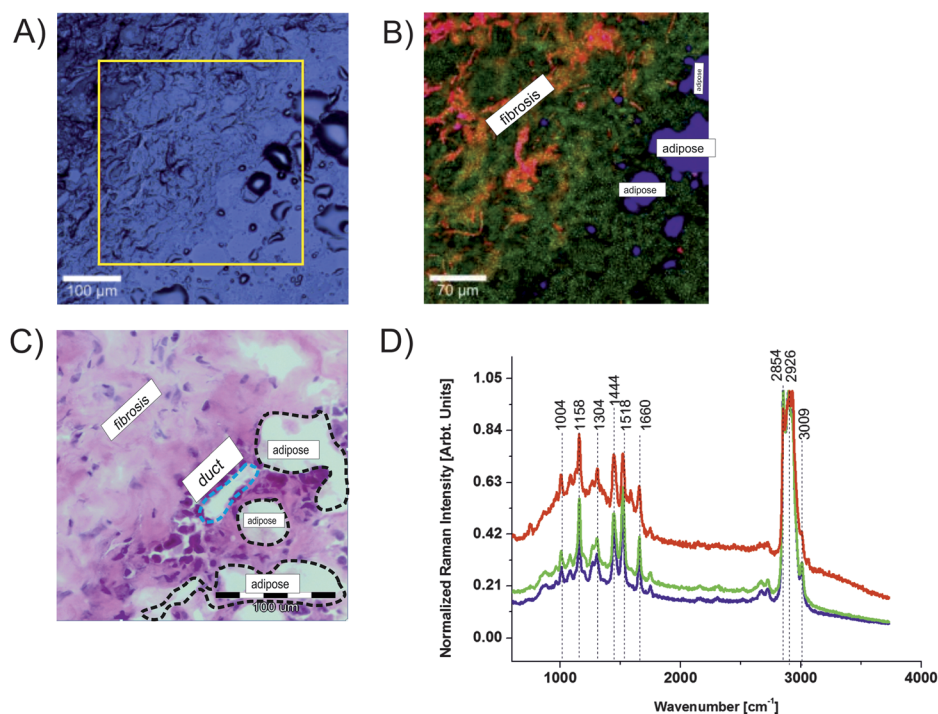 A)
100 µm
B)
fibrosis
adipose
adipose
adipose
70 µm
C)
fibrosis
duct
adipose
adipose
adipose
100 um
D)
Normalized Raman Intensity [Arbt. Units]
1.05
0.84
0.63
0.42
0.21
0.00
1004
1158
1304
1444
1518
1660
2854
2926
3009
1000
2000
3000
4000
Wavenumber [cm⁻¹]